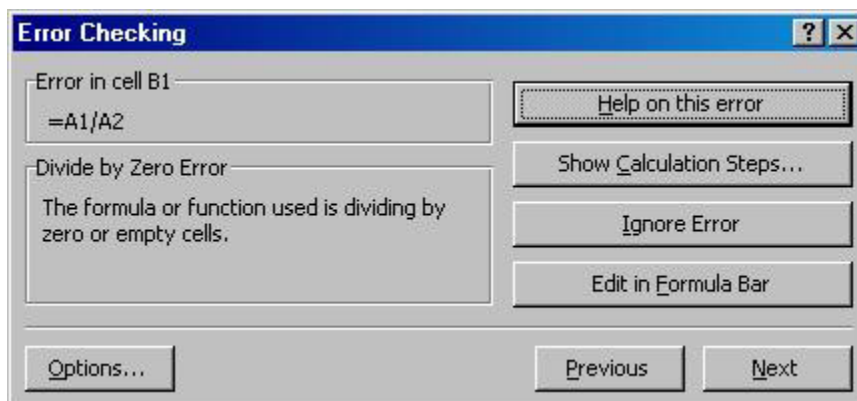 Error Checking
Error in cell B1
=A1/A2
Divide by Zero Error
The formula or function used is dividing by
zero or empty cells.
Help on this error
Show Calculation Steps...
Ignore Error
Edit in Formula Bar
Options...
Previous
Next